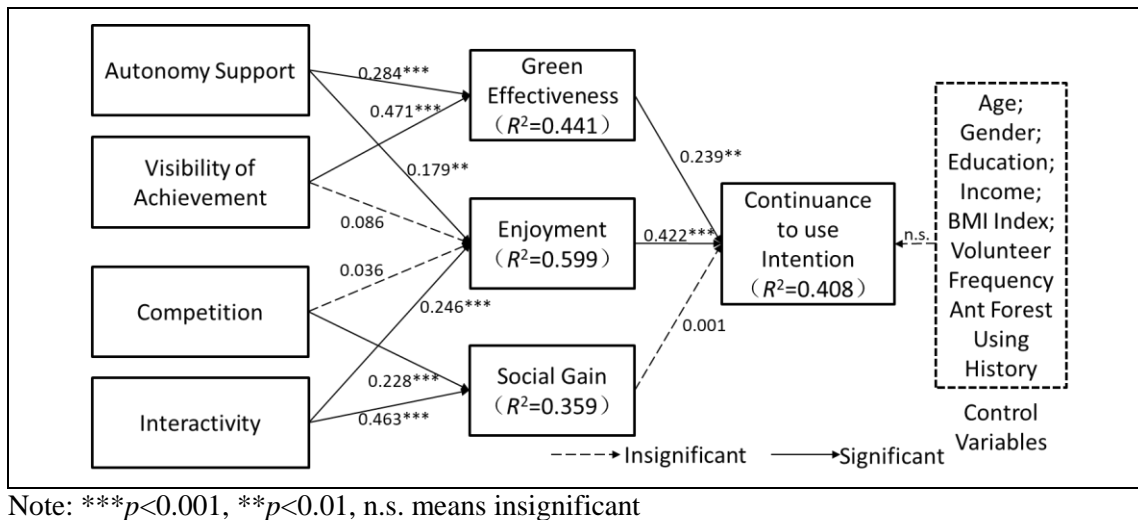 Autonomy Support
Visibility of
Achievement
Competition
Interactivity
0.284***
0.471***
0.179**
0.086
0.036
0.246***
0.228***
0.463***
Green
Effectiveness
（R²=0.441）
Enjoyment
（R²=0.599）
Social Gain
（R²=0.359）
0.239**
0.422***
0.001
Continuance
to use
Intention
（R²=0.408）
n.s.
Age;
Gender;
Education;
Income;
BMI Index;
Volunteer
Frequency
Ant Forest
Using
History
Control
Variables
Insignificant
Significant
Note: ***p<0.001, **p<0.01, n.s. means insignificant